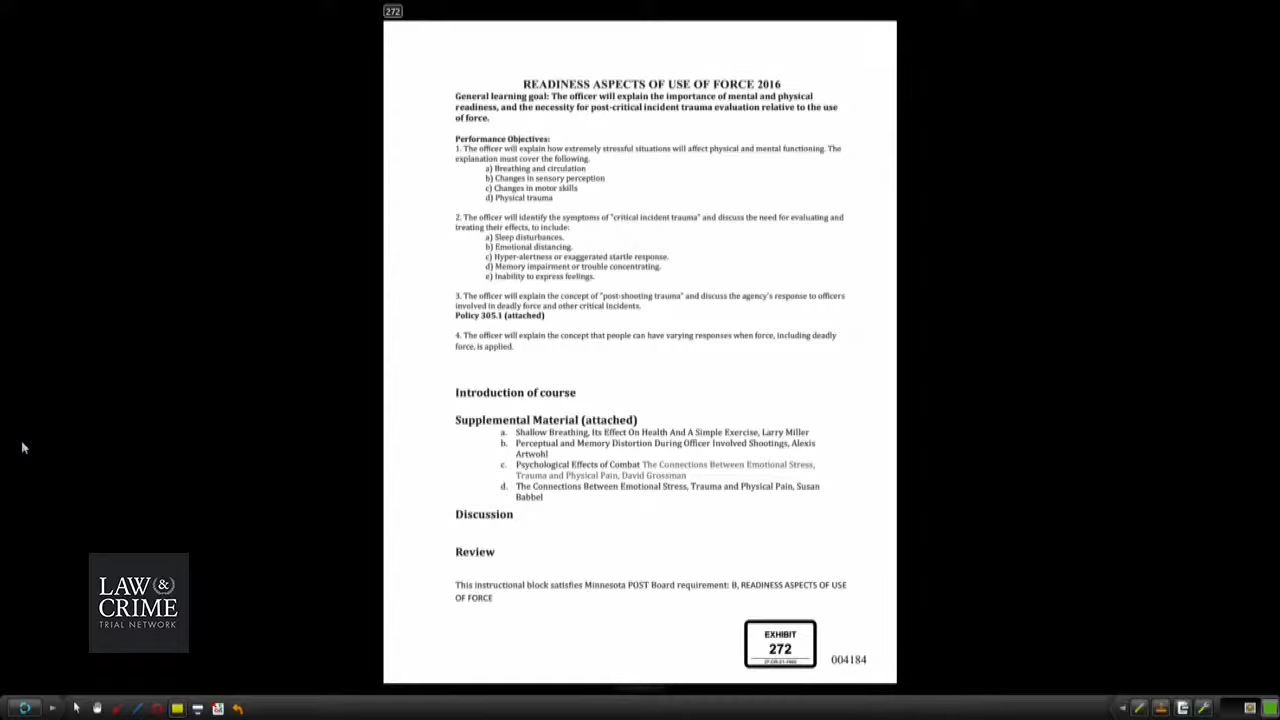 272
READINESS ASPECTS OF USE OF FORCE 2016
General learning goal: The officer will explain the importance of mental and physical
readiness, and the necessity for post-critical incident trauma evaluation relative to the use
of force.
Performance Objectives:
1. The officer will explain how extremely stressful situations will affect physical and mental functioning. The
explanation must cover the following.
a) Breathing and circulation
b) Changes in sensory perception
c) Changes in motor skills
d) Physical trauma
2. The officer will identify the symptoms of "critical incident trauma" and discuss the need for evaluating and
treating their effects, to include:
a) Sleep disturbances.
b) Emotional distancing.
c) Hyper-alertness or exaggerated startle response.
d) Memory impairment or trouble concentrating.
e) Inability to express feelings.
3. The officer will explain the concept of "post-shooting trauma" and discuss the agency's response to officers
involved in deadly force and other critical incidents.
Policy 305.1 (attached)
4. The officer will explain the concept that people can have varying responses when force, including deadly
force, is applied.
Introduction of course
Supplemental Material (attached)
a. Shallow Breathing, Its Effect On Health And A Simple Exercise, Larry Miller
b. Perceptual and Memory Distortion During Officer Involved Shootings, Alexis
Artwohl
c. Psychological Effects of Combat The Connections Between Emotional Stress,
Trauma and Physical Pain, David Grossman
d. The Connections Between Emotional Stress, Trauma and Physical Pain, Susan
Babbel
Discussion
Review
This instructional block satisfies Minnesota POST Board requirement: B, READINESS ASPECTS OF USE
OF FORCE
EXHIBIT
272
004184
LAW &
CRIME
TRIAL NETWORK